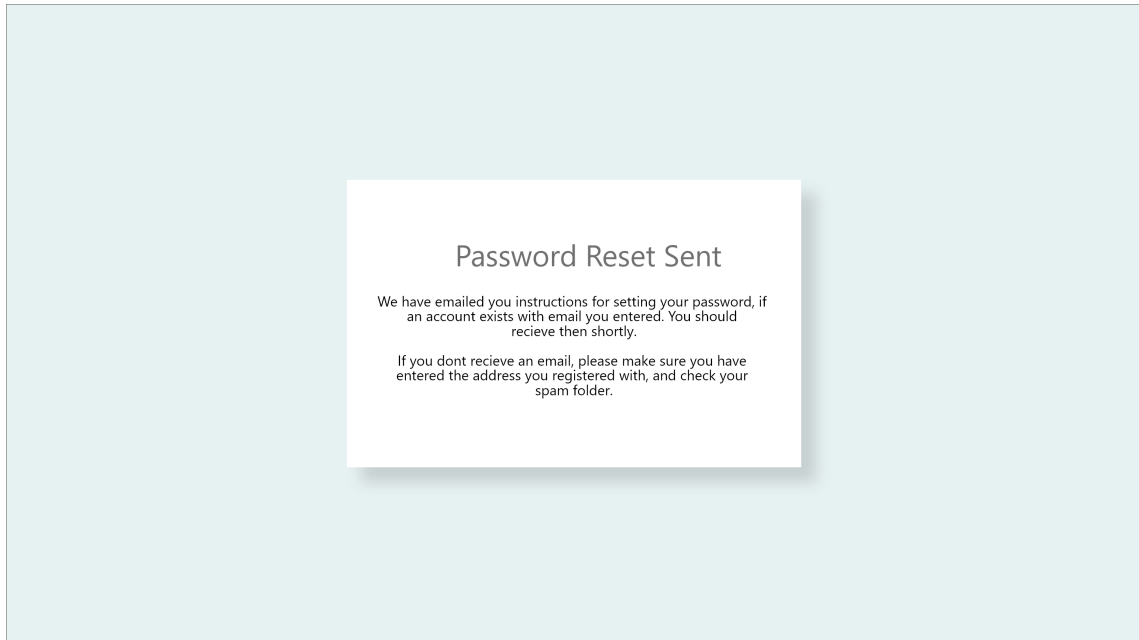 Password Reset Sent
We have emailed you instructions for setting your password, if
an account exists with email you entered. You should
recieve then shortly.
If you dont recieve an email, please make sure you have
entered the address you registered with, and check your
spam folder.